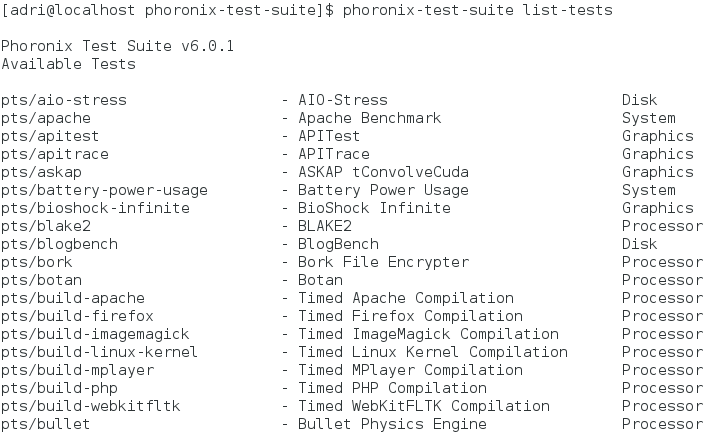 [adri@localhost phoronix-test-suite]$ phoronix-test-suite list-tests
Phoronix Test Suite v6.0.1
Available Tests
pts/aio-stress - AIO-Stress Disk
pts/apache - Apache Benchmark System
pts/apitest - APITest Graphics
pts/apitrace - APITrace Graphics
pts/askap - ASKAP tConvolveCuda Graphics
pts/battery-power-usage - Battery Power Usage System
pts/bioshock-infinite - BioShock Infinite Graphics
pts/blake2 - BLAKE2 Processor
pts/blogbench - BlogBench Disk
pts/bork - Bork File Encrypter Processor
pts/botan - Botan Processor
pts/build-apache - Timed Apache Compilation Processor
pts/build-firefox - Timed Firefox Compilation Processor
pts/build-imagemagick - Timed ImageMagick Compilation Processor
pts/build-linux-kernel - Timed Linux Kernel Compilation Processor
pts/build-mplayer - Timed MPlayer Compilation Processor
pts/build-php - Timed PHP Compilation Processor
pts/build-webkitfltk - Timed WebKitFLTK Compilation Processor
pts/bullet - Bullet Physics Engine Processor